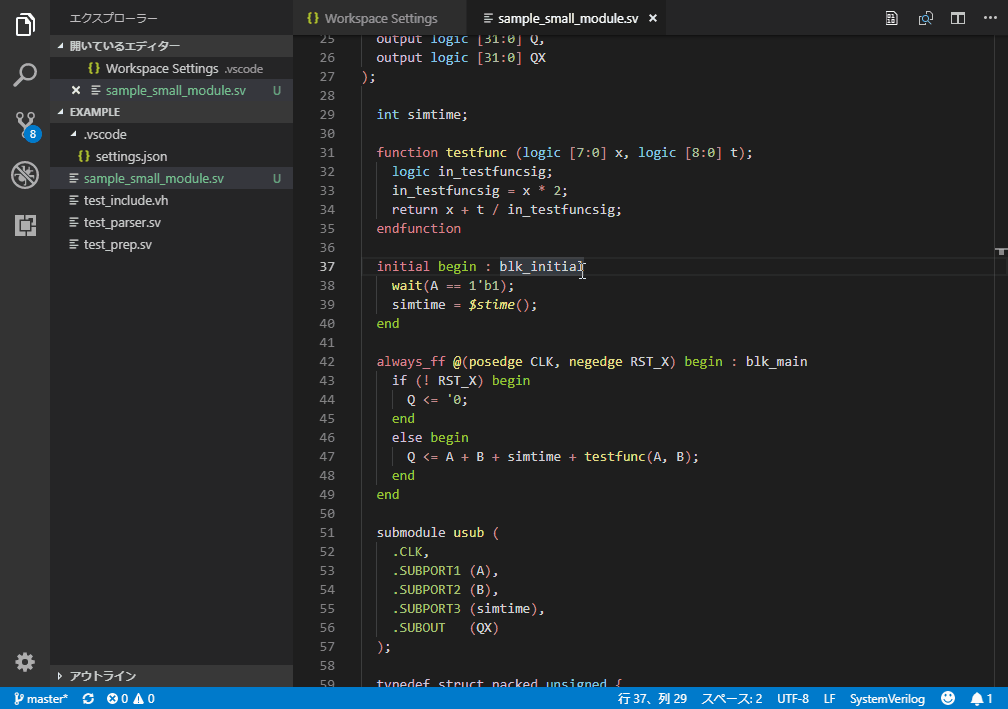 エクスプローラー
Workspace Settings
sample_small_module.sv
開いているエディター
Workspace Settings .vscode
sample_small_module.sv U
EXAMPLE
.vscode
{} settings.json
sample_small_module.sv U
test_include.vh
test_parser.sv
test_prep.sv
8
アウトライン
25 output logic [31:0] Q,
26 output logic [31:0] QX
27 );
28
29 int simtime;
30
31 function testfunc (logic [7:0] x, logic [8:0] t);
32 logic in_testfuncsig;
33 in_testfuncsig = x * 2;
34 return x + t / in_testfuncsig;
35 endfunction
36
37 initial begin : blk_initial
38 wait(A == 1'b1);
39 simtime = $stime();
40 end
41
42 always_ff @(posedge CLK, negedge RST_X) begin : blk_main
43 if (! RST_X) begin
44 Q <= '0;
45 end
46 else begin
47 Q <= A + B + simtime + testfunc(A, B);
48 end
49 end
50
51 submodule usub (
52 .CLK,
53 .SUBPORT1 (A),
54 .SUBPORT2 (B),
55 .SUBPORT3 (simtime),
56 .SUBOUT (QX)
57 );
58
59 typedef struct packed unsigned {
master* 0 0 行 37、列 29 スペース: 2 UTF-8 LF SystemVerilog 1